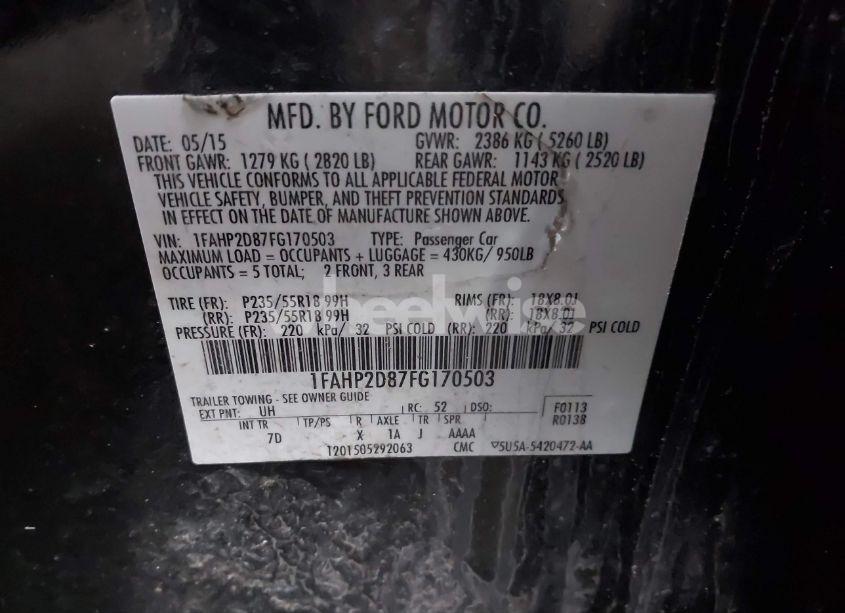 MFD. BY FORD MOTOR CO.
DATE: 05/15 GVWR: 2386 KG ( 5260 LB)
FRONT GAWR: 1279 KG ( 2820 LB) REAR GAWR: 1143 KG ( 2520 LB)
THIS VEHICLE CONFORMS TO ALL APPLICABLE FEDERAL MOTOR
VEHICLE SAFETY, BUMPER, AND THEFT PREVENTION STANDARDS
IN EFFECT ON THE DATE OF MANUFACTURE SHOWN ABOVE.
VIN: 1FAHP2D87FG170503 TYPE: Passenger Car
MAXIMUM LOAD = OCCUPANTS + LUGGAGE = 430KG/ 950LB
OCCUPANTS = 5 TOTAL; 2 FRONT, 3 REAR
wheelwise
TIRE (FR): P235/55R18 99H RIMS (FR): 18X8.0J
(RR): P235/55R18 99H (RR): 18X8.0J
PRESSURE (FR): 220 kPa/ 32 PSI COLD (RR): 220 kPa/ 32 PSI COLD
1FAHP2D87FG170503
TRAILER TOWING - SEE OWNER GUIDE
EXT PNT: UH RC: 52 DSO: F0113
R0138
INT TR TP/PS R AXLE TR SPR
7D X 1A J AAAA
T201505292063 CMC 5U5A-5420472-AA